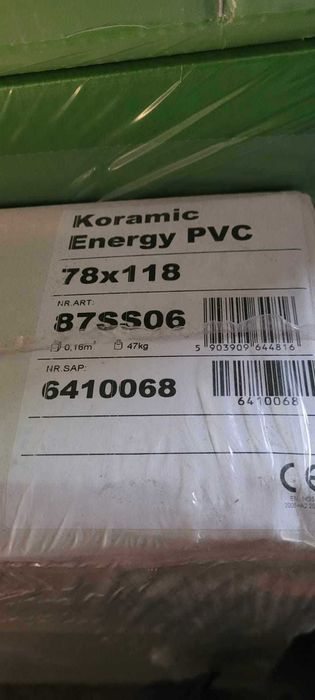 Koramic
Energy PVC
78x118
NR.ART:
87SS06
0,16m³ 47kg
5 903909 644816
NR.SAP:
6410068
6410068
CE